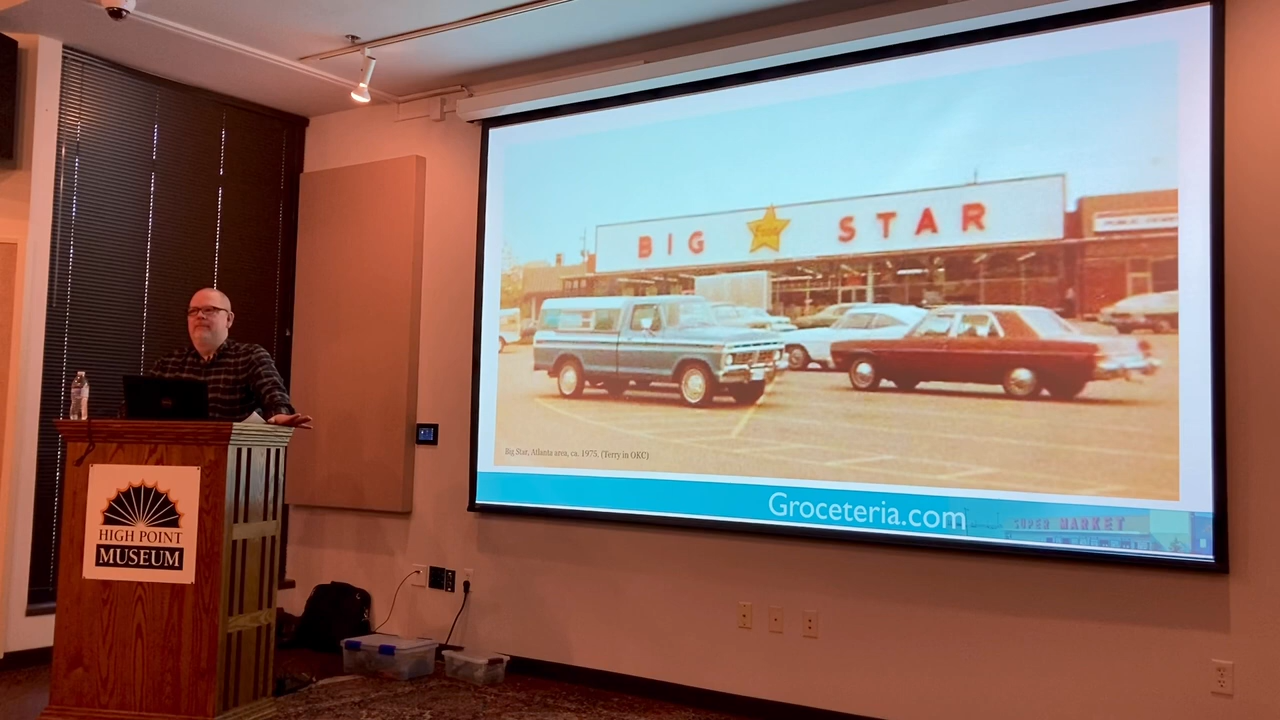 BIG STAR
Big Star, Atlanta area, ca. 1975. (Terry in OKC)
Groceteria.com
SUPER MARKET
HIGH POINT
MUSEUM